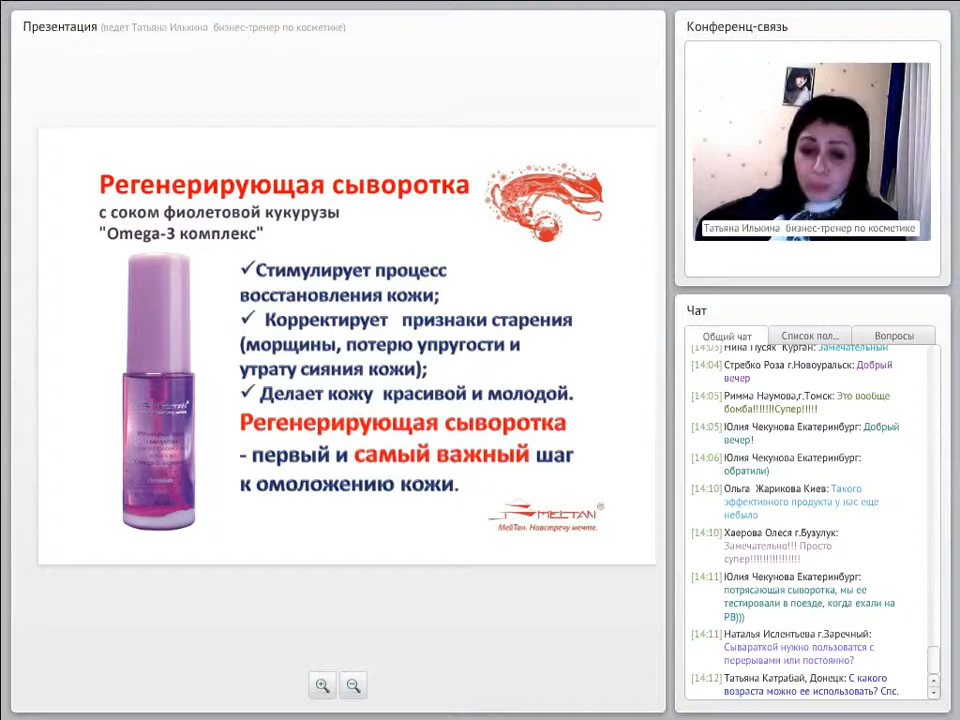 Презентация (ведет Татьяна Илькина бизнес-тренер по косметике)
Регенерирующая сыворотка
с соком фиолетовой кукурузы
"Omega-3 комплекс"
✓Стимулирует процесс
восстановления кожи;
✓ Корректирует признаки старения
(морщины, потерю упругости и
утрату сияния кожи);
✓ Делает кожу красивой и молодой.
Регенерирующая сыворотка
- первый и самый важный шаг
к омоложению кожи.
MEITAN®
МейТан. Навстречу мечте.
Конференц-связь
Татьяна Илькина бизнес-тренер по косметике
Чат
Общий чат
Список пол...
Вопросы
[14:03] Нина Пусяк Курган: Замечательный
[14:04] Стребко Роза г.Новоуральск: Добрый
вечер
[14:05] Римма Наумова,г.Томск: Это вообще
бомба!!!!!!!Супер!!!!!
[14:05] Юлия Чекунова Екатеринбург: Добрый
вечер!
[14:06] Юлия Чекунова Екатеринбург:
обратили)
[14:10] Ольга Жарикова Киев: Такого
эффективного продукта у нас еще
небыло
[14:10] Хаерова Олеся г.Бузулук:
Замечательно!!! Просто
супер!!!!!!!!!!!!!!!!
[14:11] Юлия Чекунова Екатеринбург:
потрясающая сыворотка, мы ее
тестировали в поезде, когда ехали на
РВ)))
[14:11] Наталья Ислентьева г.Заречный:
Сывараткой нужно пользоватся с
перерывами или постоянно?
[14:12] Татьяна Катрабай, Донецк: С какого
возраста можно ее использовать? Спс.